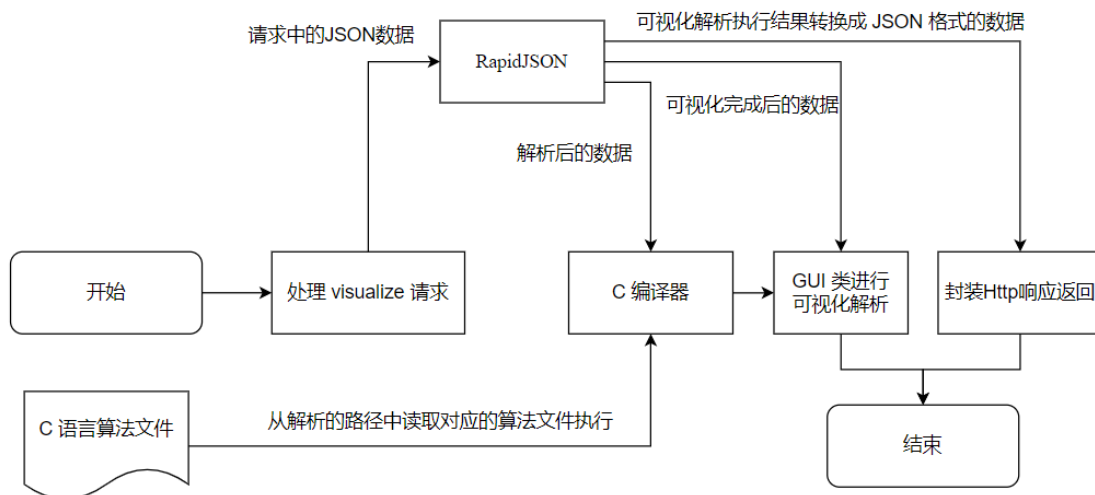 可视化解析执行结果转换成 JSON 格式的数据
请求中的JSON数据
RapidJSON
可视化完成后的数据
解析后的数据
开始
处理 visualize 请求
C 编译器
GUI 类进行
可视化解析
封装Http响应返回
从解析的路径中读取对应的算法文件执行
C 语言算法文件
结束